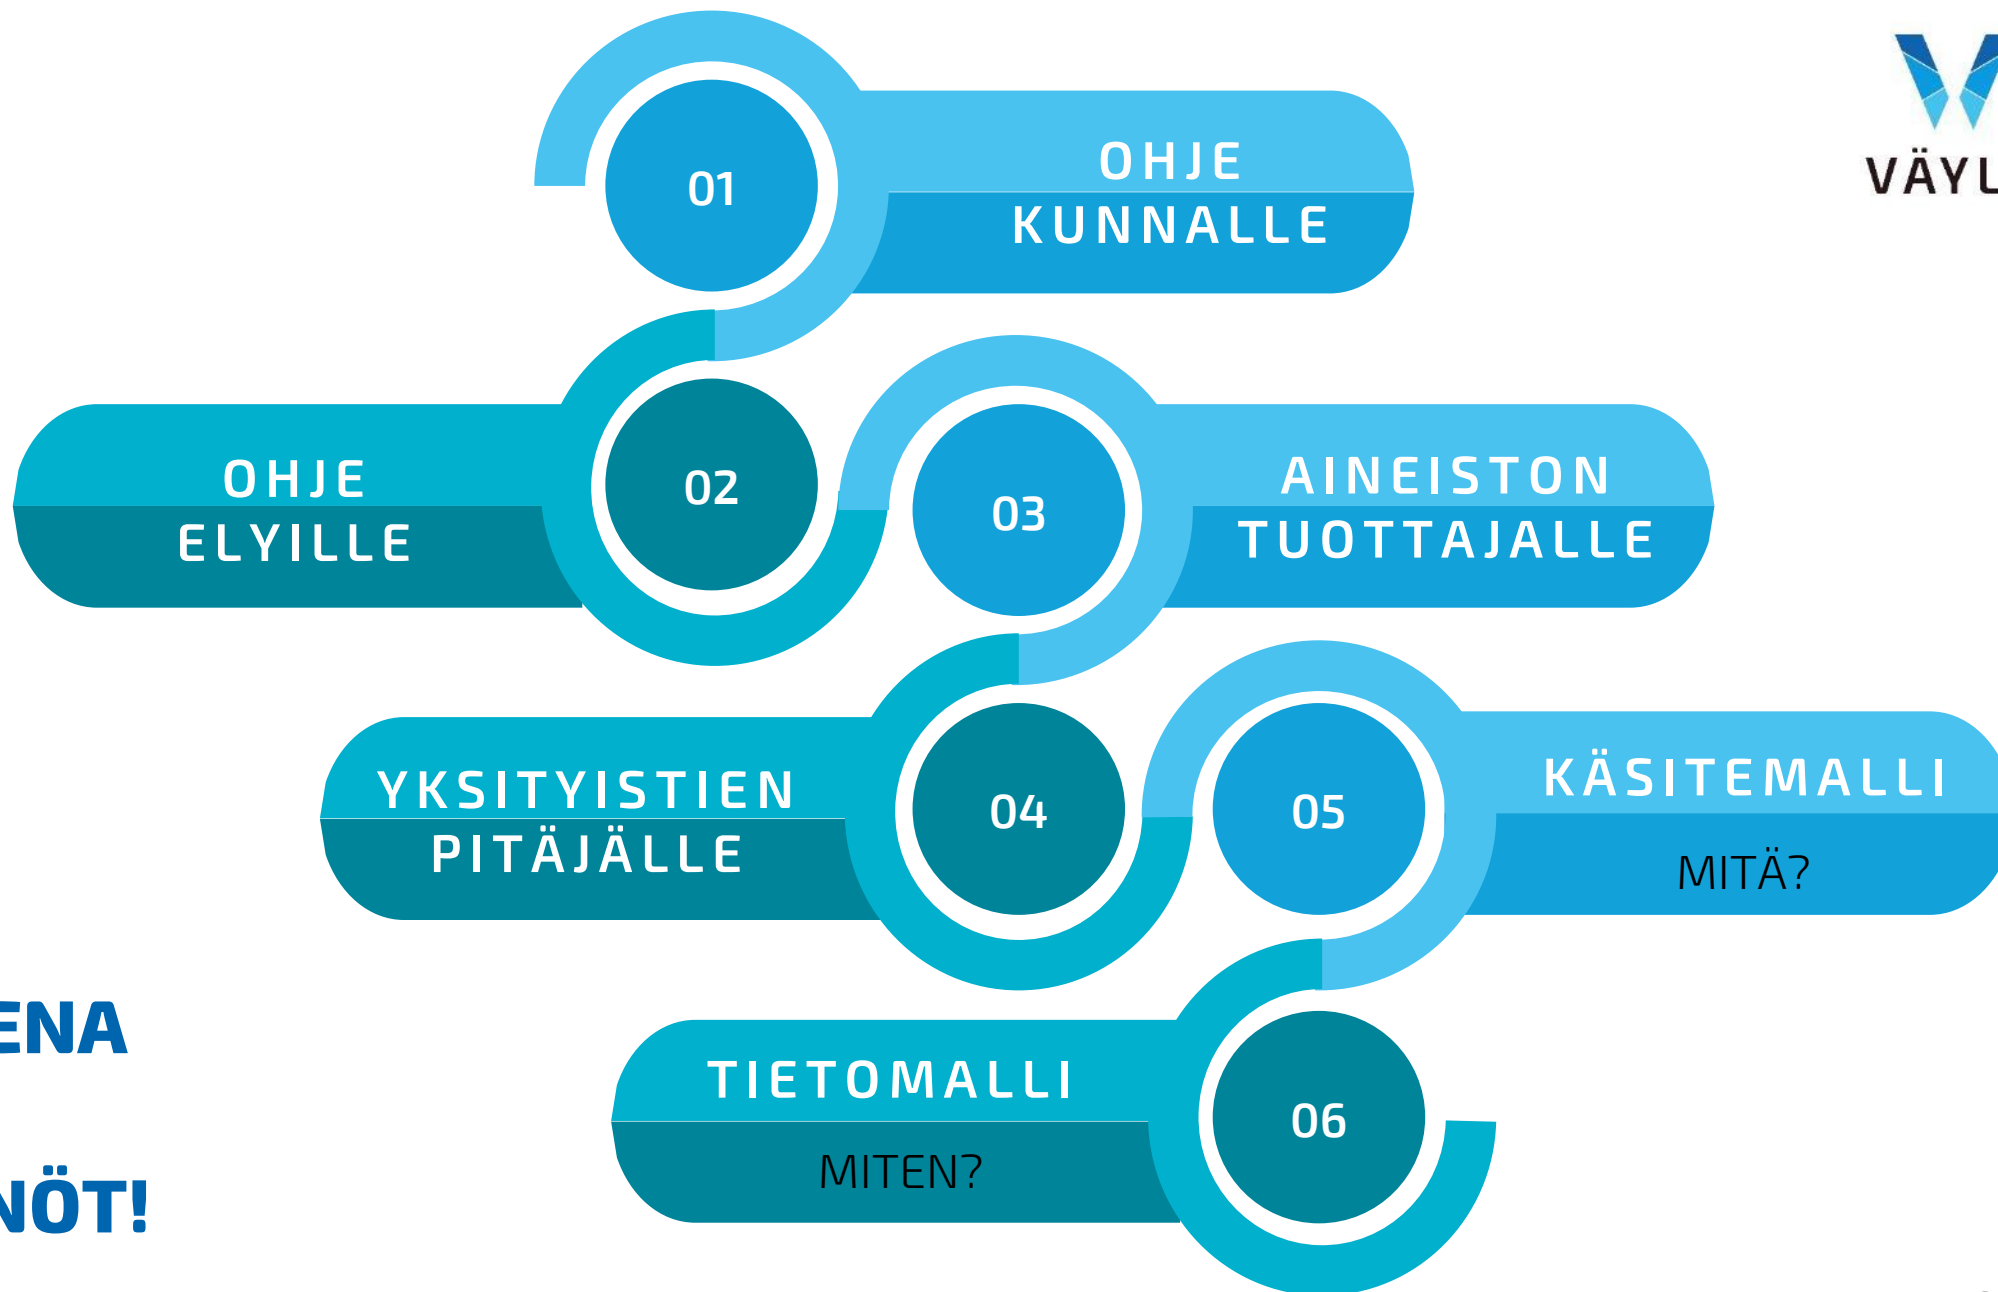 VÄYL
01
OHJE
KUNNALLE
OHJE
ELYILLE
02
03
AINEISTON
TUOTTAJALLE
YKSITYISTIEN
PITÄJÄLLE
04
05
KÄSITEMALLI
MITÄ?
ENA
TIETOMALLI
MITEN?
06
NÖT!